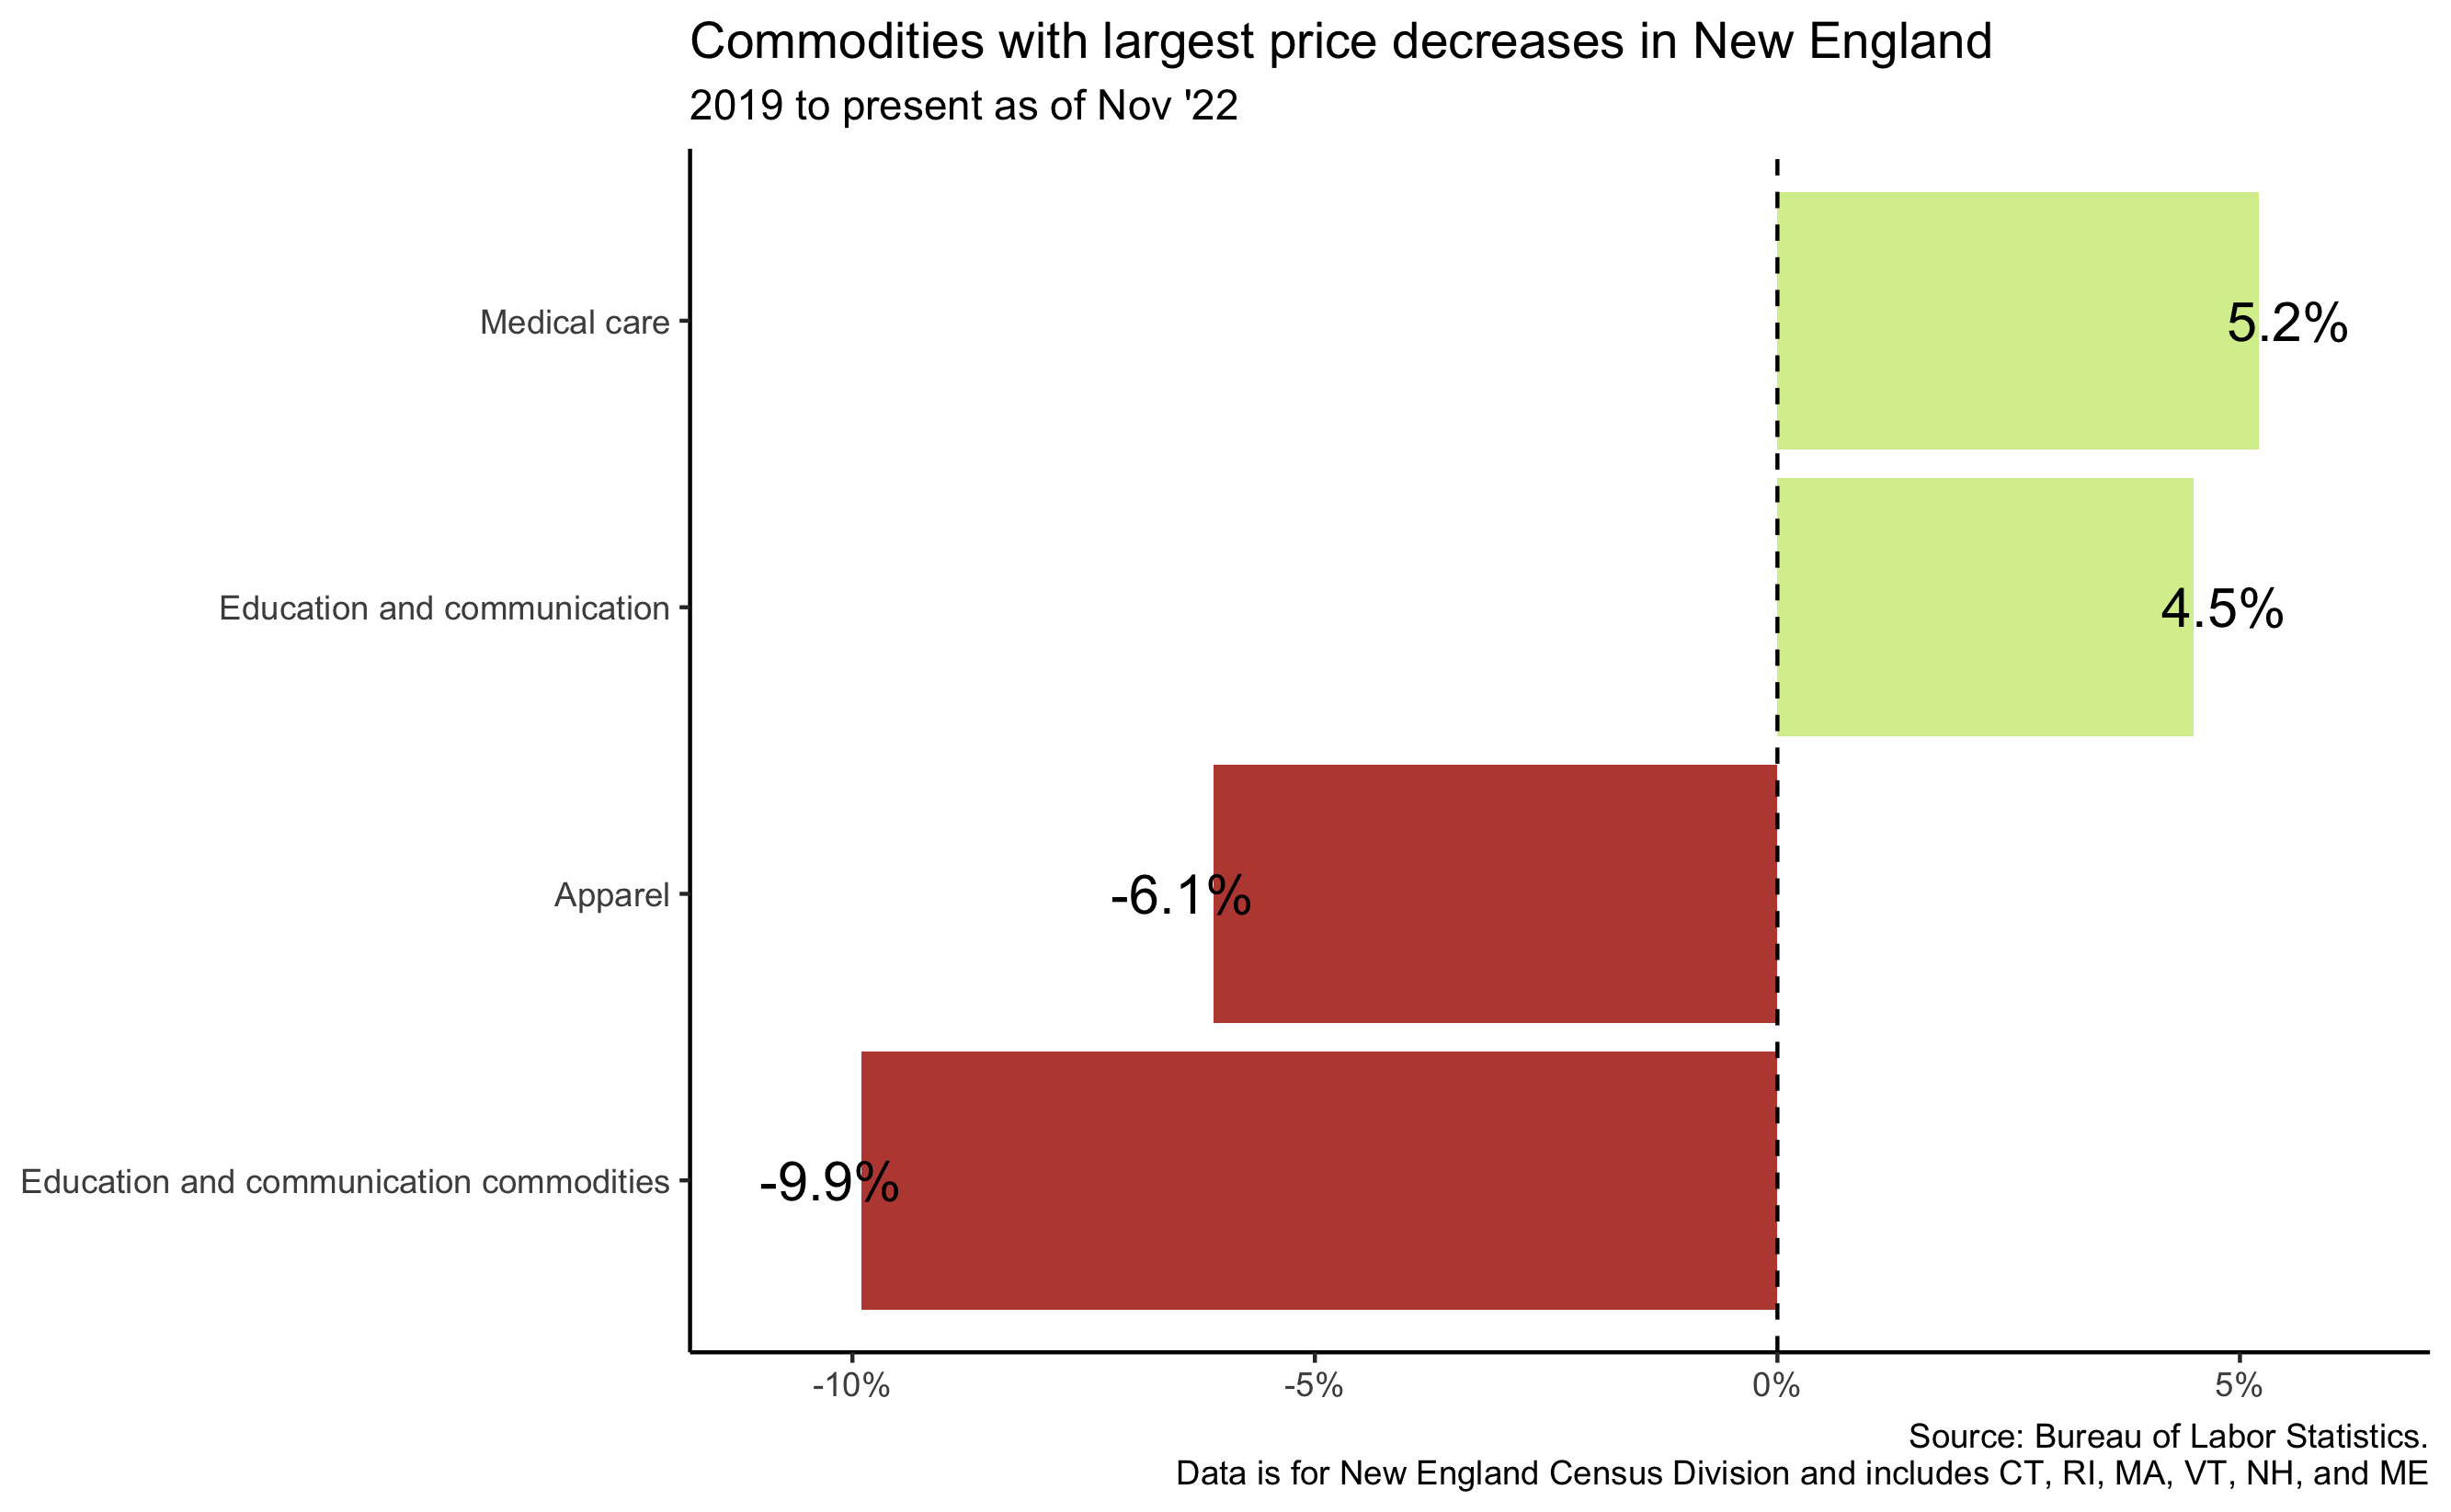 Commodities with largest price decreases in New England
2019 to present as of Nov '22
Medical care
5.2%
Education and communication
4.5%
Apparel
-6.1%
Education and communication commodities
-9.9%
-10%
-5%
0%
5%
Source: Bureau of Labor Statistics.
Data is for New England Census Division and includes CT, RI, MA, VT, NH, and ME